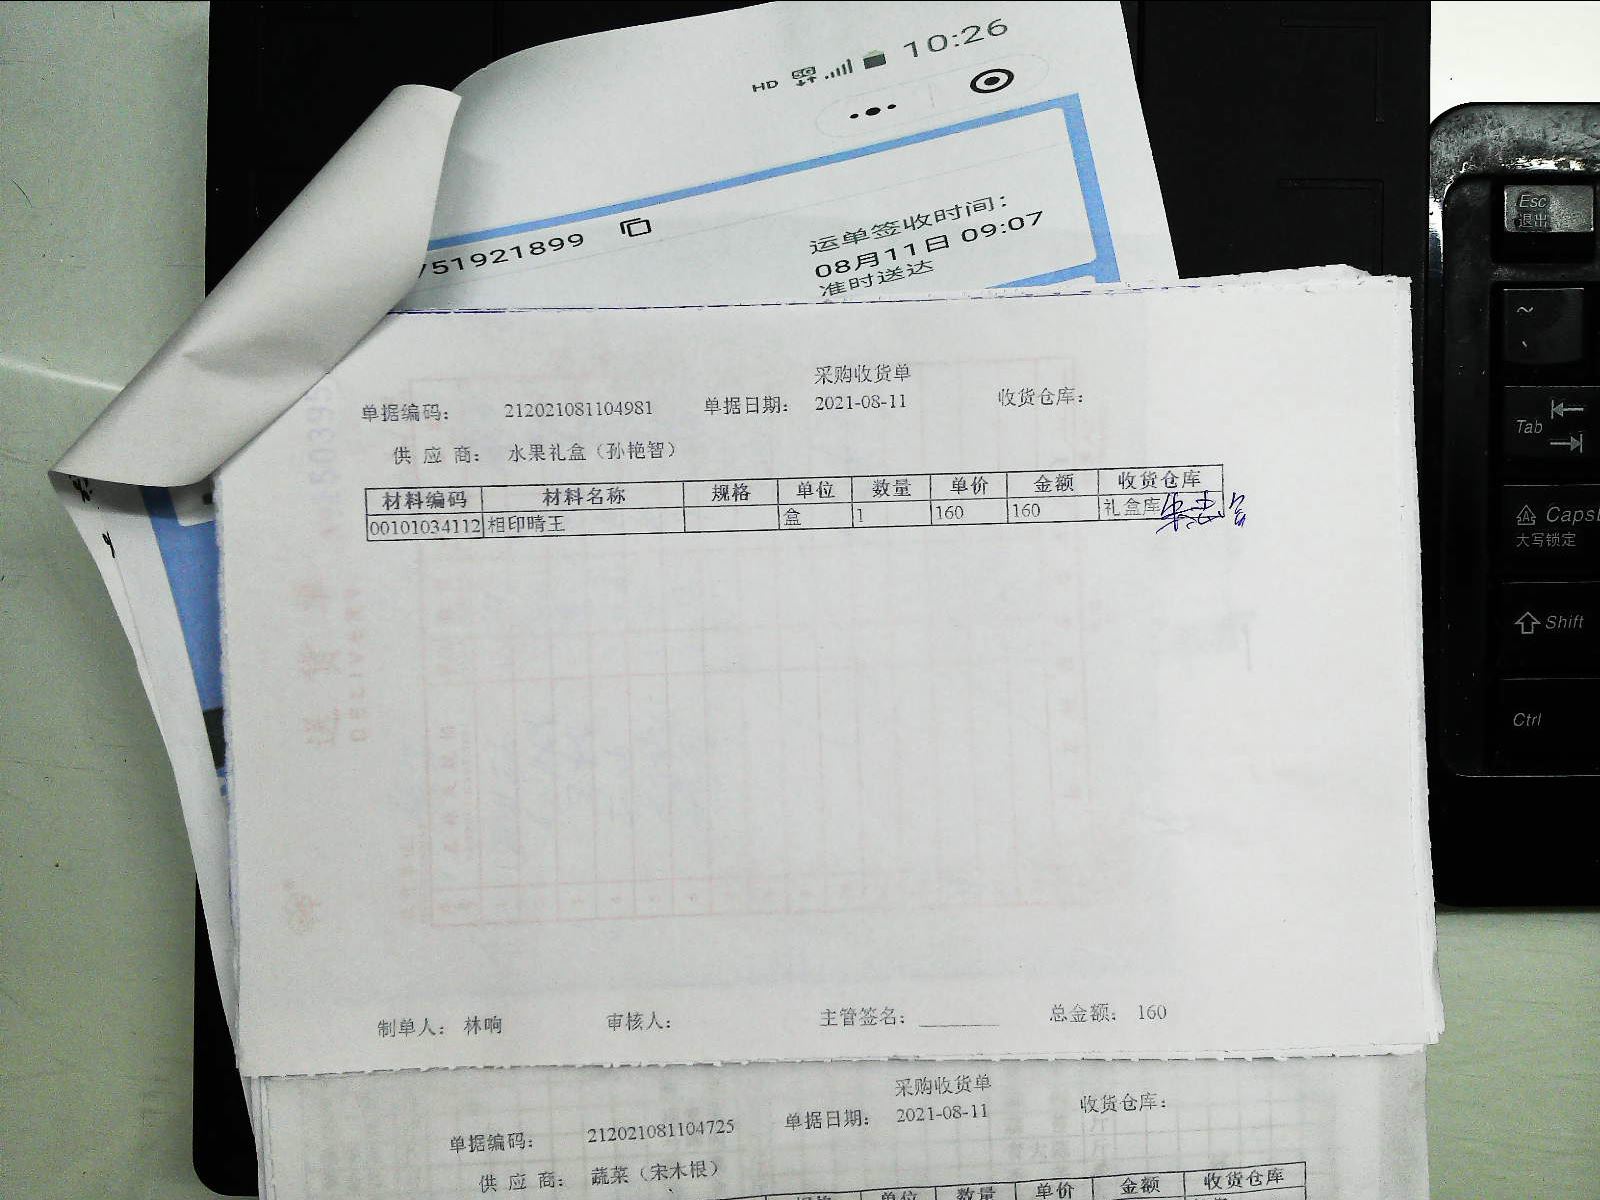 HD 10:26
751921899
运单签收时间：
08月11日 09:07
准时送达
采购收货单
单据编码： 212021081104981 单据日期： 2021-08-11 收货仓库：
供 应 商： 水果礼盒（孙艳智）
材料编码 材料名称 规格 单位 数量 单价 金额 收货仓库
00101034112 相印晴王 盒 1 160 160 礼盒库
制单人： 林响 审核人： 主管签名： 总金额： 160
采购收货单
单据编码： 212021081104725 单据日期： 2021-08-11 收货仓库：
供 应 商： 蔬菜（宋木根）
规格 单位 数量 单价 金额 收货仓库
Esc
退出
~
Tab
Caps
大写锁定
Shift
Ctrl